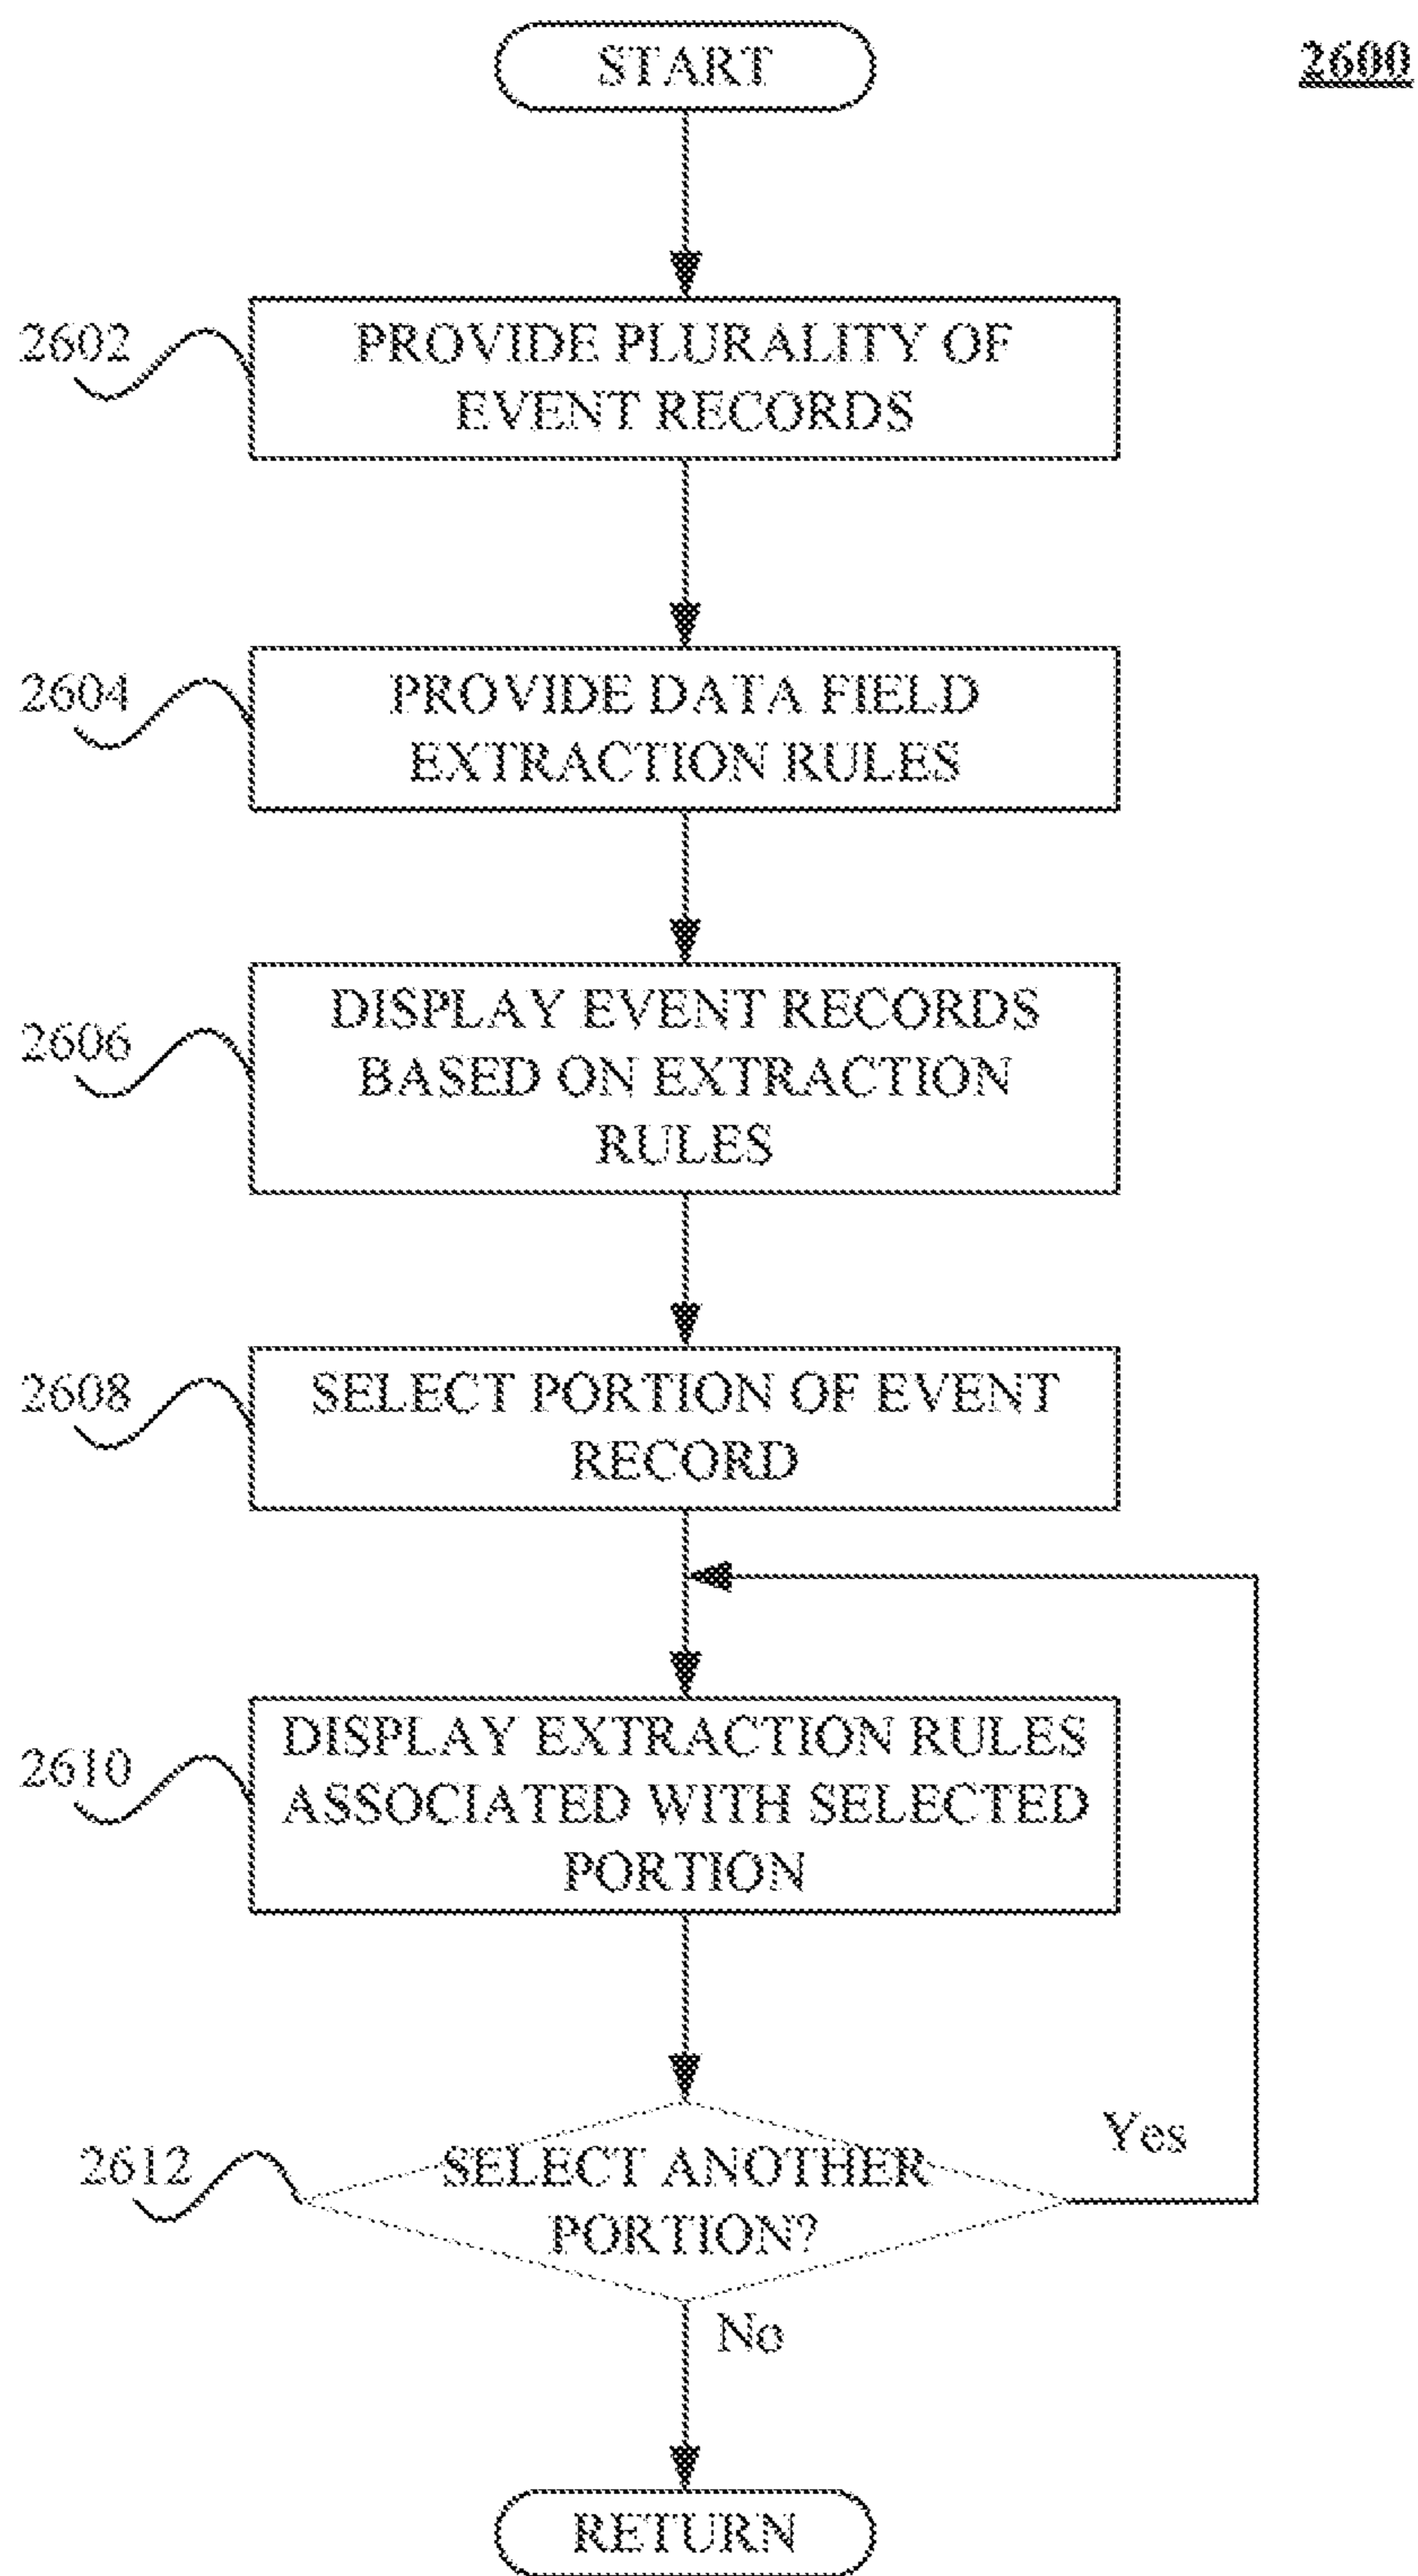 START
2600
2602
PROVIDE PLURALITY OF
EVENT RECORDS
2604
PROVIDE DATA FIELD
EXTRACTION RULES
2606
DISPLAY EVENT RECORDS
BASED ON EXTRACTION
RULES
2608
SELECT PORTION OF EVENT
RECORD
2610
DISPLAY EXTRACTION RULES
ASSOCIATED WITH SELECTED
PORTION
2612
SELECT ANOTHER
PORTION?
Yes
No
RETURN